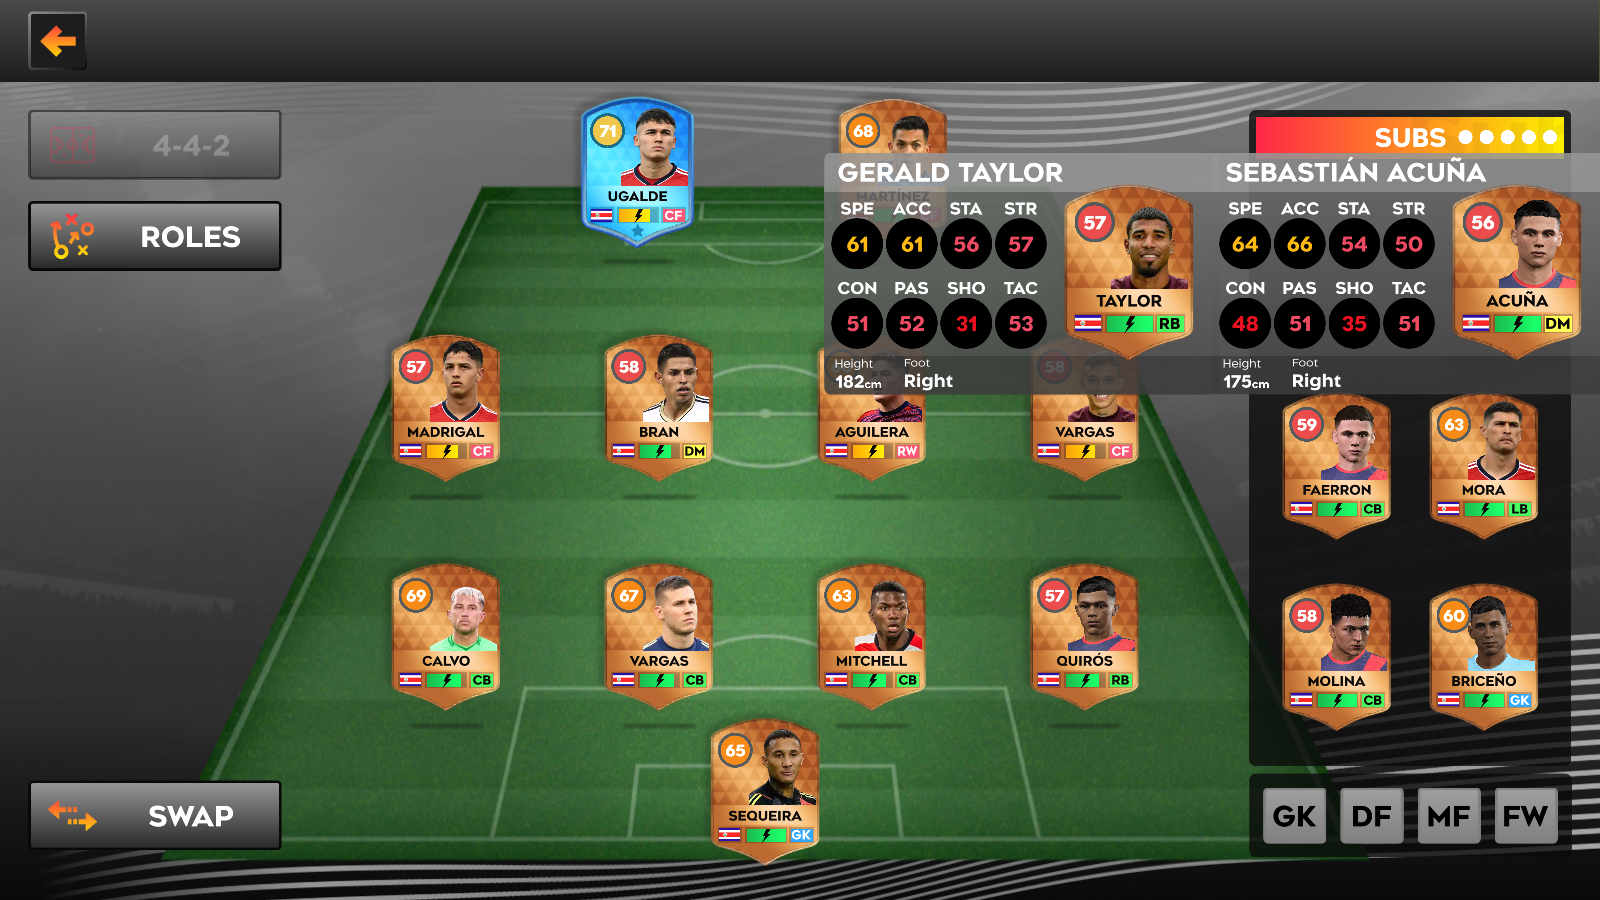 4-4-2
ROLES
SWAP
71
UGALDE
CF
68
MARTÍNEZ
SUBS
GERALD TAYLOR
SPE ACC STA STR
61 61 56 57
CON PAS SHO TAC
51 52 31 53
Height Foot
182cm Right
57
TAYLOR
RB
SEBASTIÁN ACUÑA
SPE ACC STA STR
64 66 54 50
CON PAS SHO TAC
48 51 35 51
Height Foot
175cm Right
56
ACUÑA
DM
57
MADRIGAL
CF
58
BRAN
DM
AGUILERA
RW
58
VARGAS
CF
59
FAERRON
CB
63
MORA
LB
69
CALVO
CB
67
VARGAS
CB
63
MITCHELL
CB
57
QUIRÓS
RB
58
MOLINA
CB
60
BRICEÑO
GK
65
SEQUEIRA
GK
GK DF MF FW